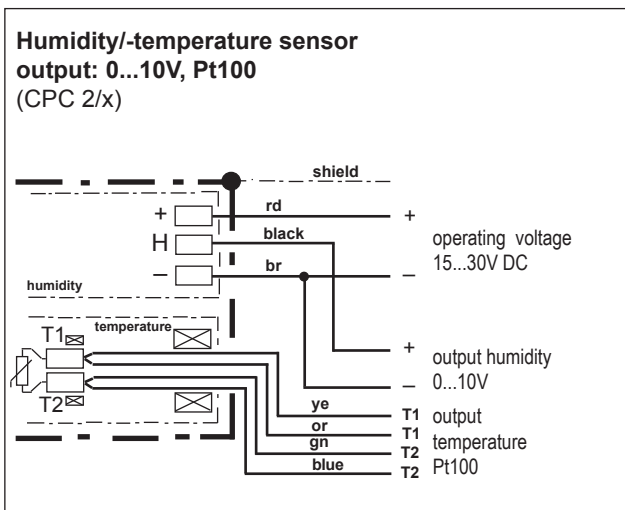 Humidity/-temperature sensor
output: 0...10V, Pt100
(CPC 2/x)
shield
+ rd +
H black
operating voltage
15...30V DC
– br –
humidity
temperature
T1
T2
+
output humidity
– 0...10V
ye T1 output
or T1
temperature
gn T2
blue T2 Pt100